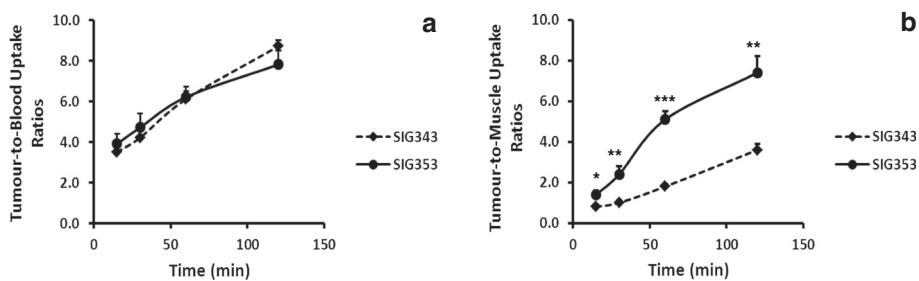 a
Tumour-to-Blood Uptake
Ratios
10.0
8.0
6.0
4.0
2.0
0.0
0
50
100
150
Time (min)
SIG343
SIG353
b
Tumour-to-Muscle Uptake
Ratios
10.0
8.0
6.0
4.0
2.0
0.0
*
**
***
**
0
50
100
150
Time (min)
SIG343
SIG353